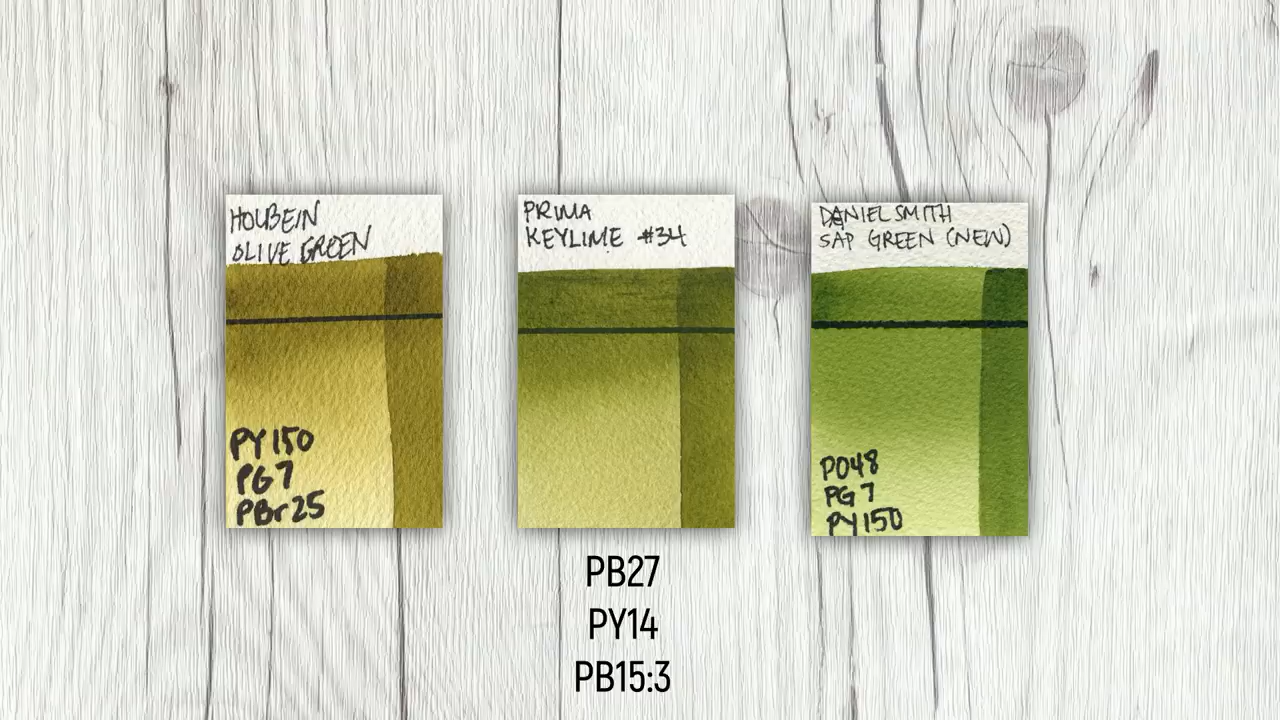 HOLBEIN
OLIVE GREEN
PY150
PG7
PBr25
PRIMA
KEYLIME #34
PB27
PY14
PB15:3
DANIEL SMITH
SAP GREEN (NEW)
PO48
PG7
PY150